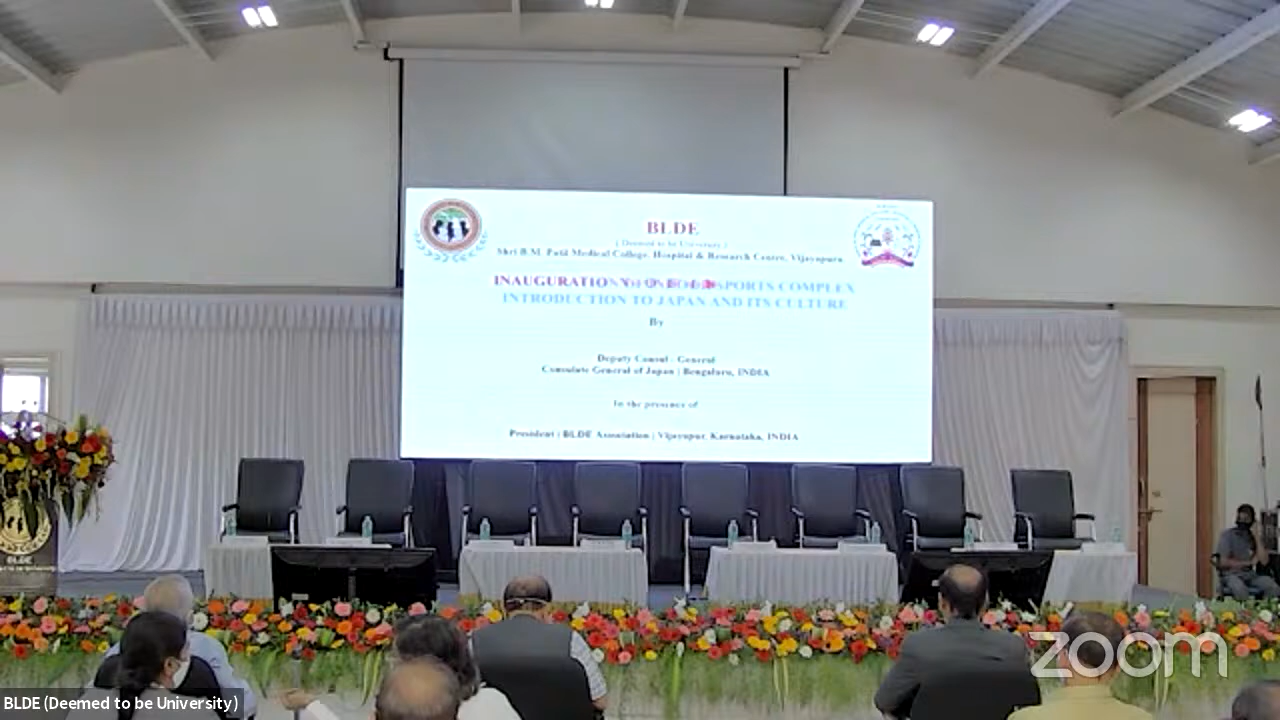 BLDE
( Deemed to be University )
Shri B.M. Patil Medical College, Hospital & Research Centre, Vijayapura
INAUGURATION SPORTS COMPLEX
INTRODUCTION TO JAPAN AND ITS CULTURE
By
Deputy Consul - General
Consulate General of Japan | Bengaluru, INDIA
In the presence of
President | BLDE Association | Vijayapur, Karnataka, INDIA
BLDE
zoom
BLDE (Deemed to be University)